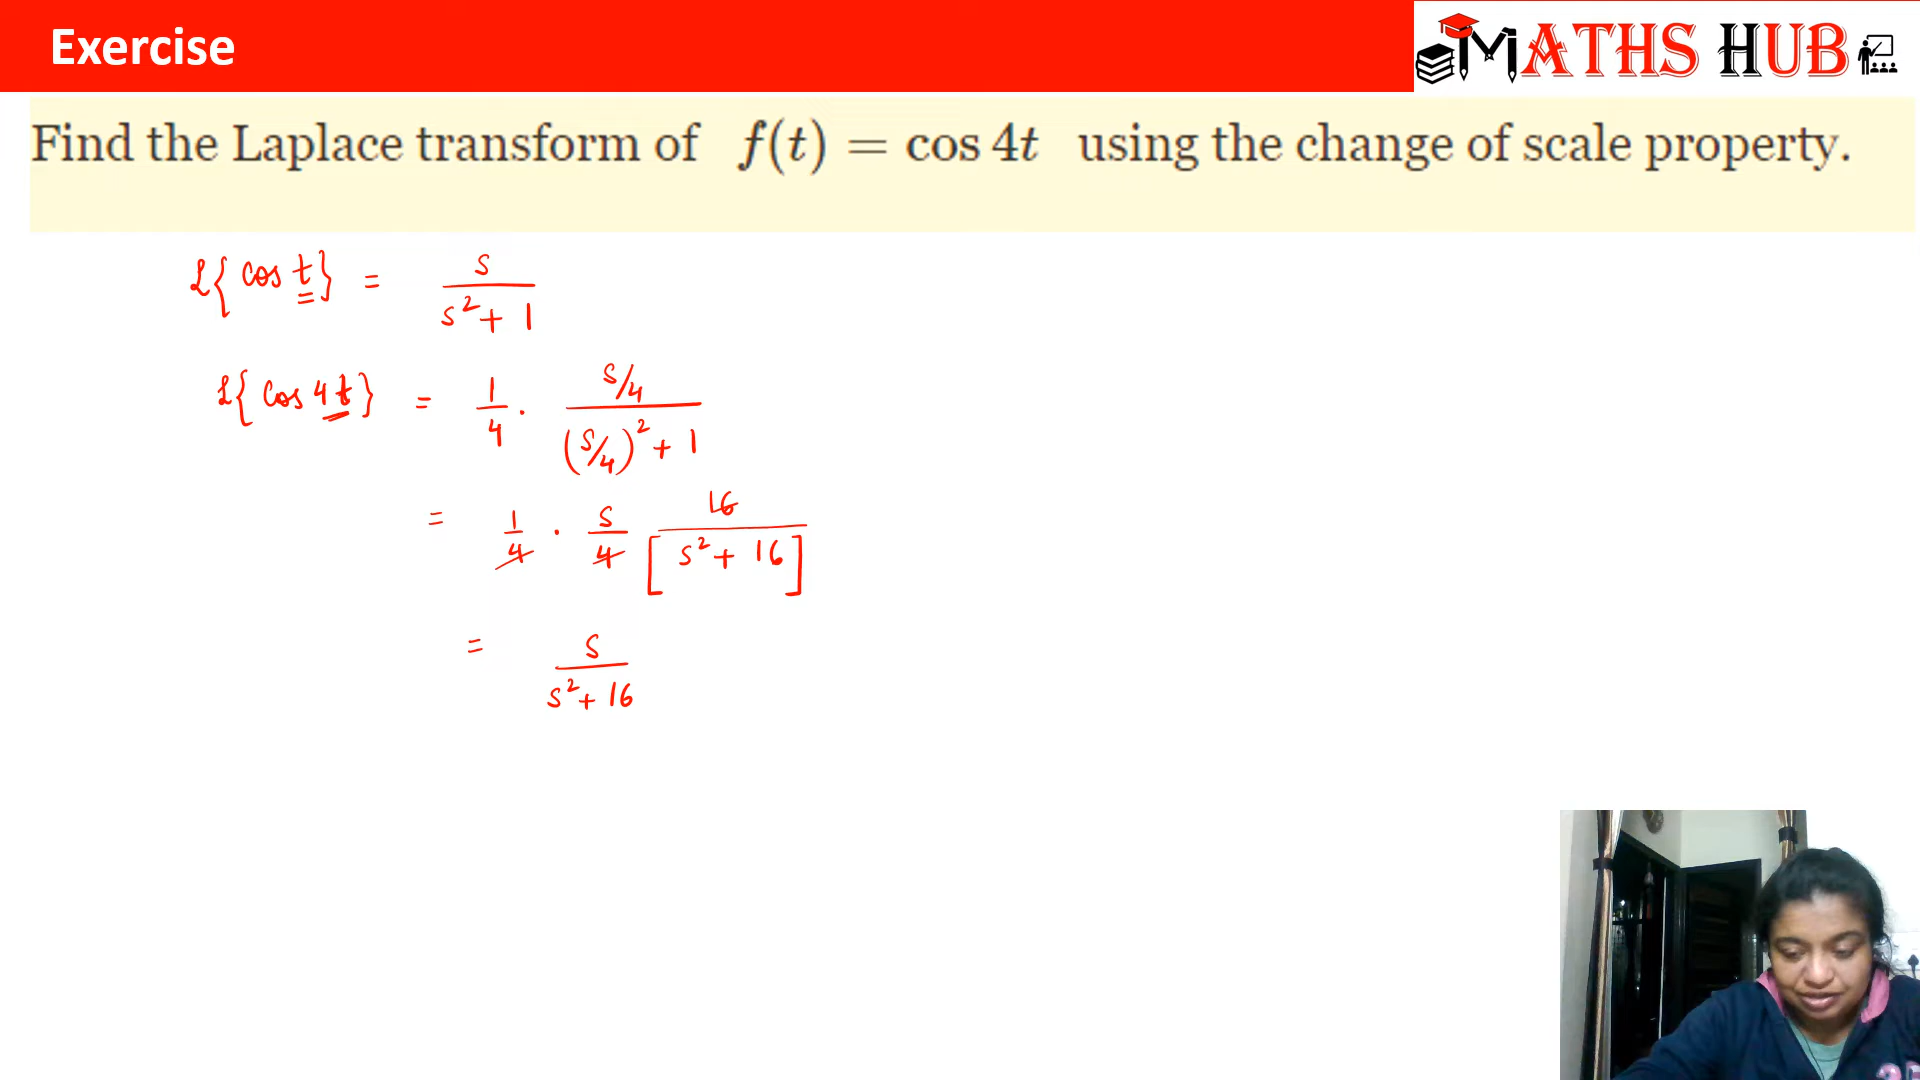 Exercise
MATHS HUB
Find the Laplace transform of f(t) = cos 4t using the change of scale property.
L{ cos t } = s / (s² + 1)
L{ cos 4t } = 1/4 · (s/4) / ((s/4)² + 1)
= 1/4 · s/4 [ 16 / (s² + 16) ]
= s / (s² + 16)